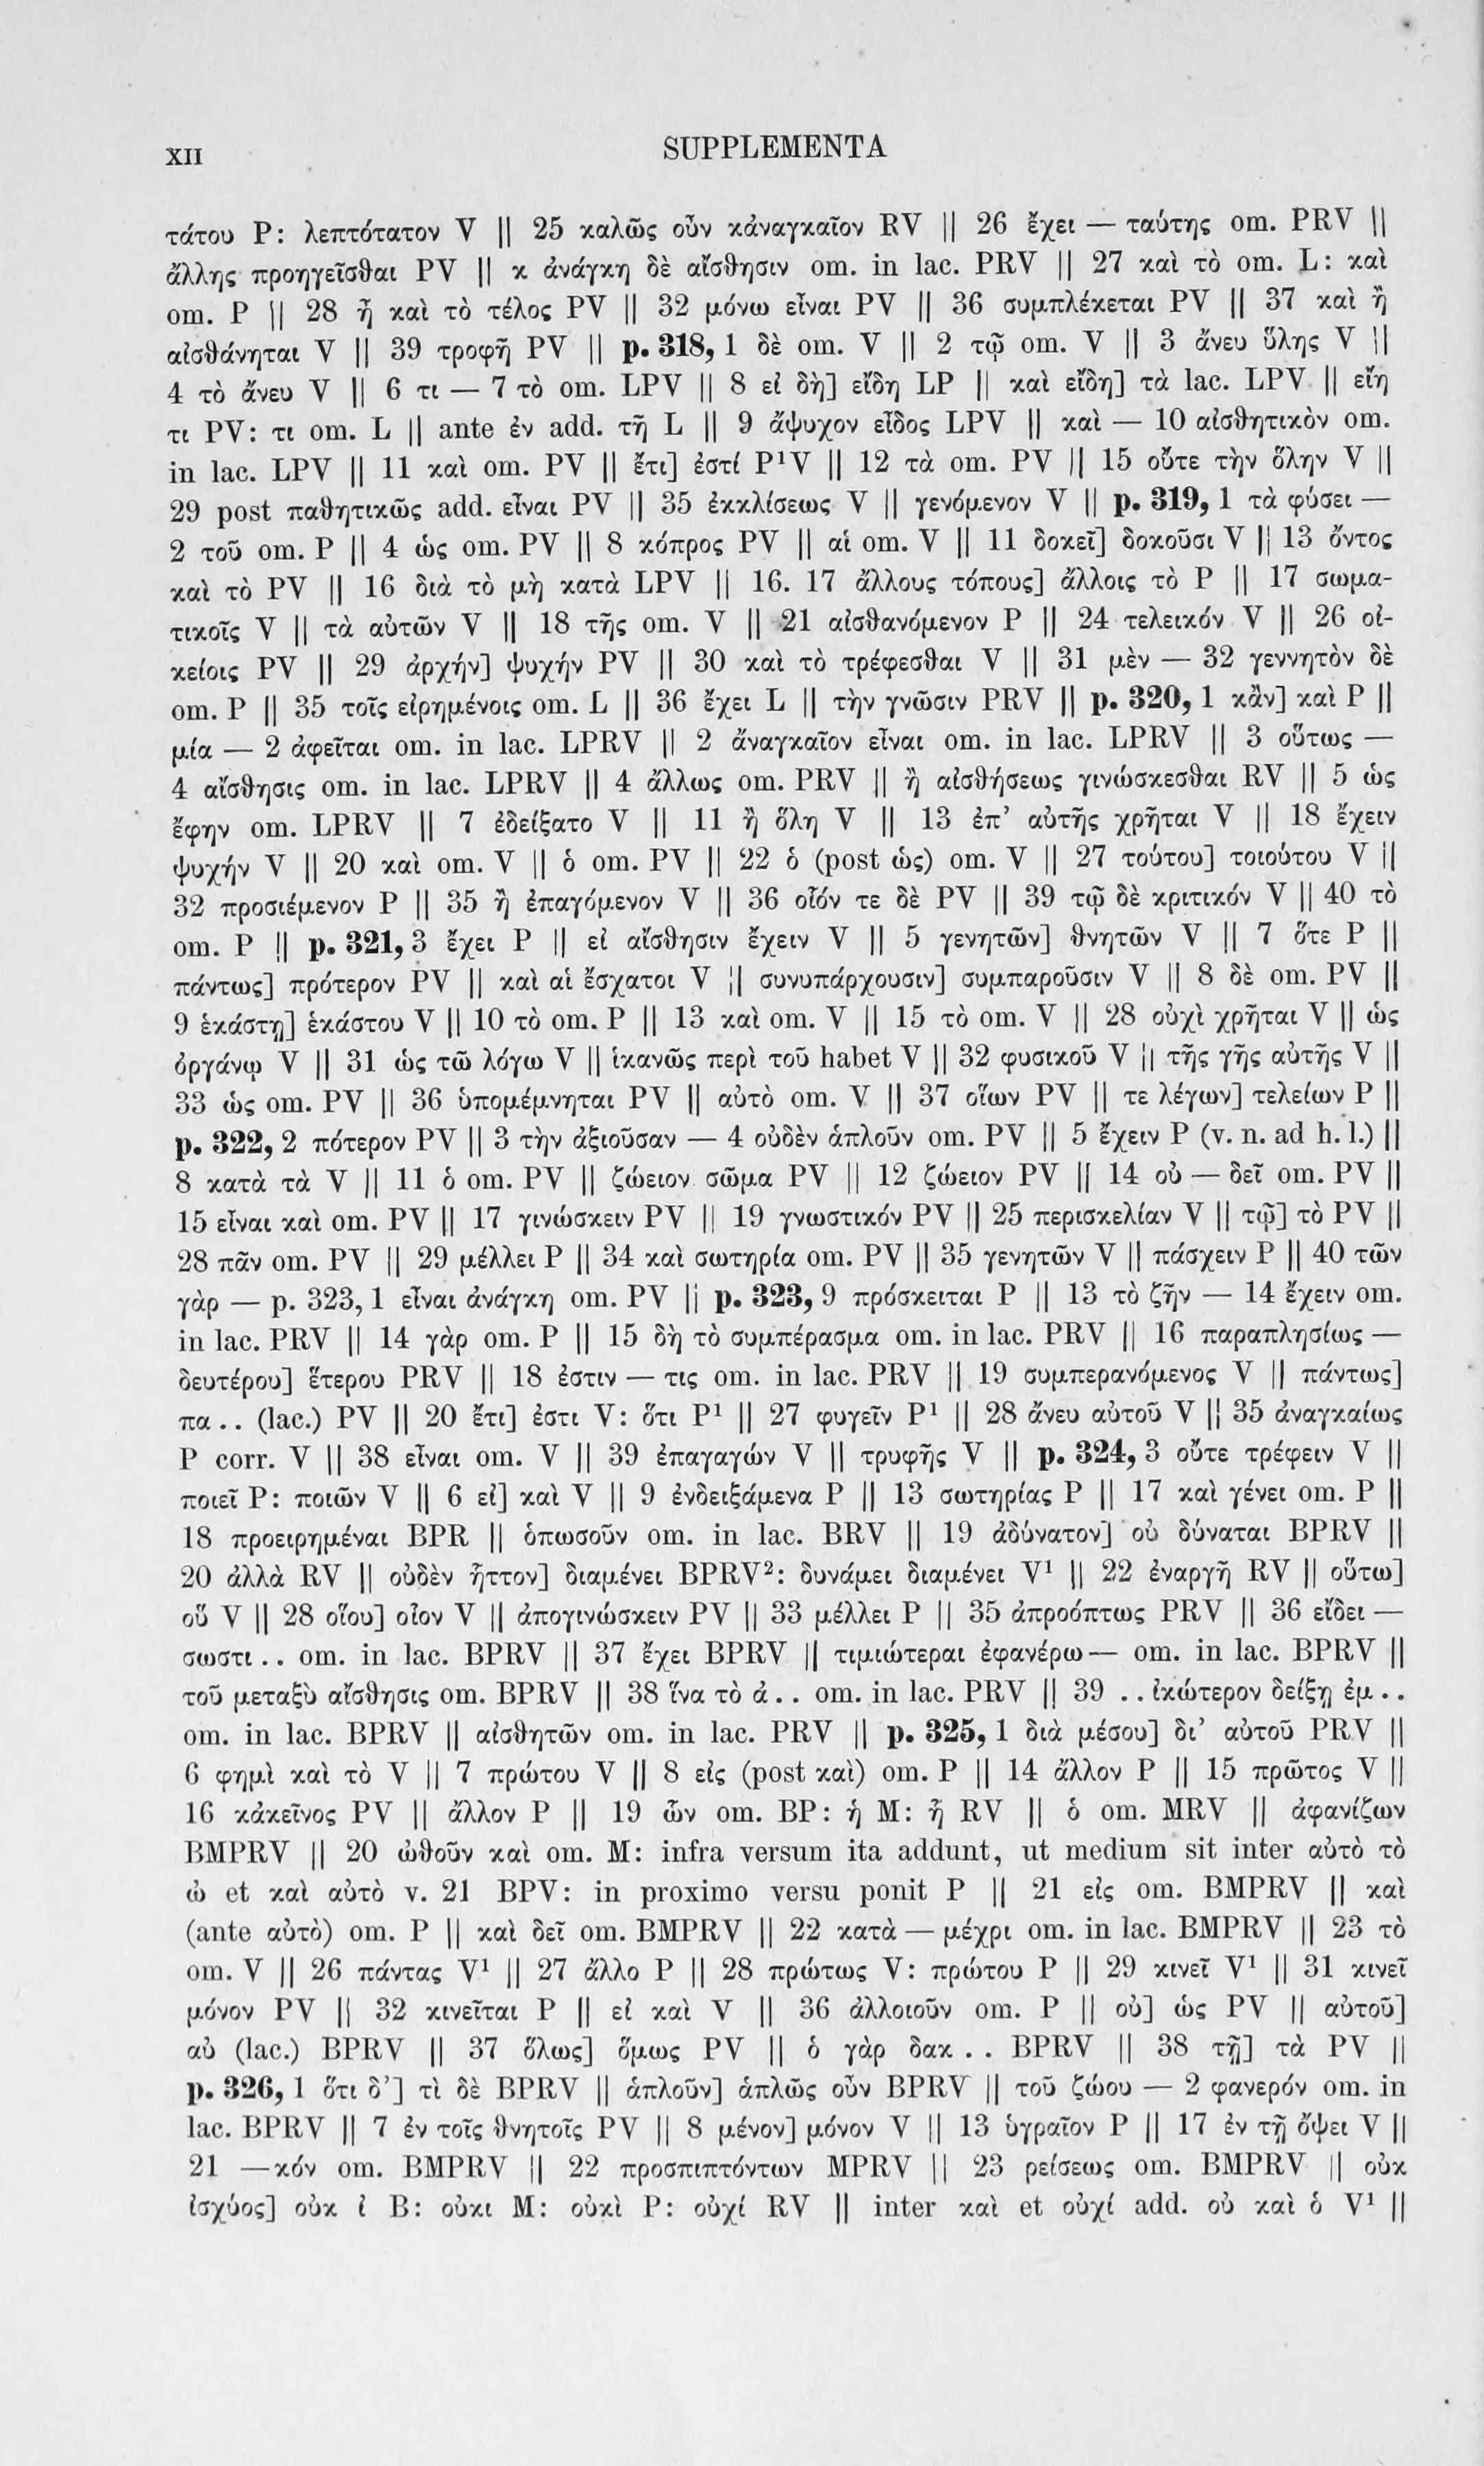 XII
SUPPLEMENTA
τάτου P: λεπτότατον V || 25 καλῶς οὖν κἀναγκαῖον RV || 26 ἔχει — ταύτης om. PRV ||
ἄλλης προηγεῖσθαι PV || κ ἀνάγκη δὲ αἴσθησιν om. in lac. PRV || 27 καὶ τὸ om. L: καὶ
om. P || 28 ἦ καὶ τὸ τέλος PV || 32 μόνω εἶναι PV || 36 συμπλέκεται PV || 37 καὶ ἢ
αἰσθάνηται V || 39 τροφῆ PV || p. 318, 1 δὲ om. V || 2 τῷ om. V || 3 ἄνευ ὕλης V ||
4 τὸ ἄνευ V || 6 τι — 7 τὸ om. LPV || 8 εἰ δὴ] εἴδη LP || καὶ εἴδη] τὰ lac. LPV || εἴη
τι PV: τι om. L || ante ἐν add. τῆ L || 9 ἄψυχον εἶδος LPV || καὶ — 10 αἰσθητικὸν om.
in lac. LPV || 11 καὶ om. PV || ἔτι] ἐστί P¹V || 12 τὰ om. PV || 15 οὔτε τὴν ὅλην V ||
29 post παθητικῶς add. εἶναι PV || 35 ἐκκλίσεως V || γενόμενον V || p. 319, 1 τὰ φύσει —
2 τοῦ om. P || 4 ὡς om. PV || 8 κόπρος PV || αἱ om. V || 11 δοκεῖ] δοκοῦσι V || 13 ὄντος
καὶ τὸ PV || 16 διὰ τὸ μὴ κατὰ LPV || 16. 17 ἄλλους τόπους] ἄλλοις τὸ P || 17 σωμα-
τικοῖς V || τὰ αὐτῶν V || 18 τῆς om. V || 21 αἰσθανόμενον P || 24 τελεικόν V || 26 οἰ-
κείοις PV || 29 ἀρχήν] ψυχήν PV || 30 καὶ τὸ τρέφεσθαι V || 31 μὲν — 32 γεννητὸν δὲ
om. P || 35 τοῖς εἰρημένοις om. L || 36 ἔχει L || τὴν γνῶσιν PRV || p. 320, 1 κἂν] καὶ P ||
μία — 2 ἀφεῖται om. in lac. LPRV || 2 ἄναγκαῖον εἶναι om. in lac. LPRV || 3 οὕτως —
4 αἴσθησις om. in lac. LPRV || 4 ἄλλως om. PRV || ἢ αἰσθήσεως γινώσκεσθαι RV || 5 ὡς
ἔφην om. LPRV || 7 ἐδείξατο V || 11 ἢ ὅλη V || 13 ἐπ’ αὐτῆς χρῆται V || 18 ἔχειν
ψυχήν V || 20 καὶ om. V || ὁ om. PV || 22 ὁ (post ὡς) om. V || 27 τούτου] τοιούτου V ||
32 προσιέμενον P || 35 ἢ ἐπαγόμενον V || 36 οἷόν τε δὲ PV || 39 τῷ δὲ κριτικόν V || 40 τὸ
om. P || p. 321, 3 ἔχει P || εἰ αἴσθησιν ἔχειν V || 5 γενητῶν] θνητῶν V || 7 ὅτε P ||
πάντως] πρότερον PV || καὶ αἱ ἔσχατοι V || συνυπάρχουσιν] συμπαροῦσιν V || 8 δὲ om. PV ||
9 ἑκάστῃ] ἑκάστου V || 10 τὸ om. P || 13 καὶ om. V || 15 τὸ om. V || 28 οὐχὶ χρῆται V || ὡς
ὀργάνῳ V || 31 ὡς τῶ λόγω V || ἱκανῶς περὶ τοῦ habet V || 32 φυσικοῦ V || τῆς γῆς αὐτῆς V ||
33 ὡς om. PV || 36 ὑπομέμνηται PV || αὐτὸ om. V || 37 οἵων PV || τε λέγων] τελείων P ||
p. 322, 2 πότερον PV || 3 τὴν ἀξιοῦσαν — 4 οὐδὲν ἁπλοῦν om. PV || 5 ἔχειν P (v. n. ad h. l.) ||
8 κατὰ τὰ V || 11 ὁ om. PV || ζώειον σῶμα PV || 12 ζώειον PV || 14 οὐ — δεῖ om. PV ||
15 εἶναι καὶ om. PV || 17 γινώσκειν PV || 19 γνωστικόν PV || 25 περισκελίαν V || τῷ] τὸ PV ||
28 πᾶν om. PV || 29 μέλλει P || 34 καὶ σωτηρία om. PV || 35 γενητῶν V || πάσχειν P || 40 τῶν
γὰρ — p. 323, 1 εἶναι ἀνάγκη om. PV || p. 323, 9 πρόσκειται P || 13 τὸ ζῆν — 14 ἔχειν om.
in lac. PRV || 14 γὰρ om. P || 15 δὴ τὸ συμπέρασμα om. in lac. PRV || 16 παραπλησίως —
δευτέρου] ἕτερου PRV || 18 ἐστιν — τις om. in lac. PRV || 19 συμπερανόμενος V || πάντως]
πα.. (lac.) PV || 20 ἔτι] ἐστι V: ὅτι P¹ || 27 φυγεῖν P¹ || 28 ἄνευ αὐτοῦ V || 35 ἀναγκαίως
P corr. V || 38 εἶναι om. V || 39 ἐπαγαγών V || τρυφῆς V || p. 324, 3 οὔτε τρέφειν V ||
ποιεῖ P: ποιῶν V || 6 εἰ] καὶ V || 9 ἐνδειξάμενα P || 13 σωτηρίας P || 17 καὶ γένει om. P ||
18 προειρημέναι BPR || ὁπωσοῦν om. in lac. BRV || 19 ἀδύνατον] οὐ δύναται BPRV ||
20 ἀλλὰ RV || οὐδὲν ἧττον] διαμένει BPRV²: δυνάμει διαμένει V¹ || 22 ἐναργῆ RV || οὕτω]
οὕ V || 28 οἵου] οἷον V || ἀπογινώσκειν PV || 33 μέλλει P || 35 ἀπροόπτως PRV || 36 εἴδει —
σωστι.. om. in lac. BPRV || 37 ἔχει BPRV || τιμιώτεραι ἐφανέρω— om. in lac. BPRV ||
τοῦ μεταξὺ αἴσθησις om. BPRV || 38 ἵνα τὸ ἀ.. om. in lac. PRV || 39 ..ἰκώτερον δείξῃ ἐμ..
om. in lac. BPRV || αἰσθητῶν om. in lac. PRV || p. 325, 1 διὰ μέσου] δι’ αὐτοῦ PRV ||
6 φημὶ καὶ τὸ V || 7 πρώτου V || 8 εἰς (post καὶ) om. P || 14 ἄλλον P || 15 πρῶτος V ||
16 κἀκεῖνος PV || ἄλλον P || 19 ὧν om. BP: ἡ M: ἦ RV || ὁ om. MRV || ἀφανίζων
BMPRV || 20 ὠθοῦν καὶ om. M: infra versum ita addunt, ut medium sit inter αὐτὸ τὸ
ὠ et καὶ αὐτὸ v. 21 BPV: in proximo versu ponit P || 21 εἰς om. BMPRV || καὶ
(ante αὐτὸ) om. P || καὶ δεῖ om. BMPRV || 22 κατὰ — μέχρι om. in lac. BMPRV || 23 τὸ
om. V || 26 πάντας V¹ || 27 ἄλλο P || 28 πρώτως V: πρώτου P || 29 κινεῖ V¹ || 31 κινεῖ
μόνον PV || 32 κινεῖται P || εἰ καὶ V || 36 ἀλλοιοῦν om. P || οὐ] ὡς PV || αὐτοῦ]
αὐ (lac.) BPRV || 37 ὅλως] ὅμως PV || ὁ γὰρ δακ.. BPRV || 38 τῇ] τὰ PV ||
p. 326, 1 ὅτι δ’] τὶ δὲ BPRV || ἁπλοῦν] ἁπλῶς οὖν BPRV || τοῦ ζώου — 2 φανερόν om. in
lac. BPRV || 7 ἐν τοῖς θνητοῖς PV || 8 μένον] μόνον V || 13 ὑγραῖον P || 17 ἐν τῇ ὄψει V ||
21 —κόν om. BMPRV || 22 προσπιπτόντων MPRV || 23 ρείσεως om. BMPRV || οὐκ
ἰσχύος] οὐκ ἰ B: οὐκι M: οὐκὶ P: οὐχί RV || inter καὶ et οὐχί add. οὐ καὶ ὁ V¹ ||